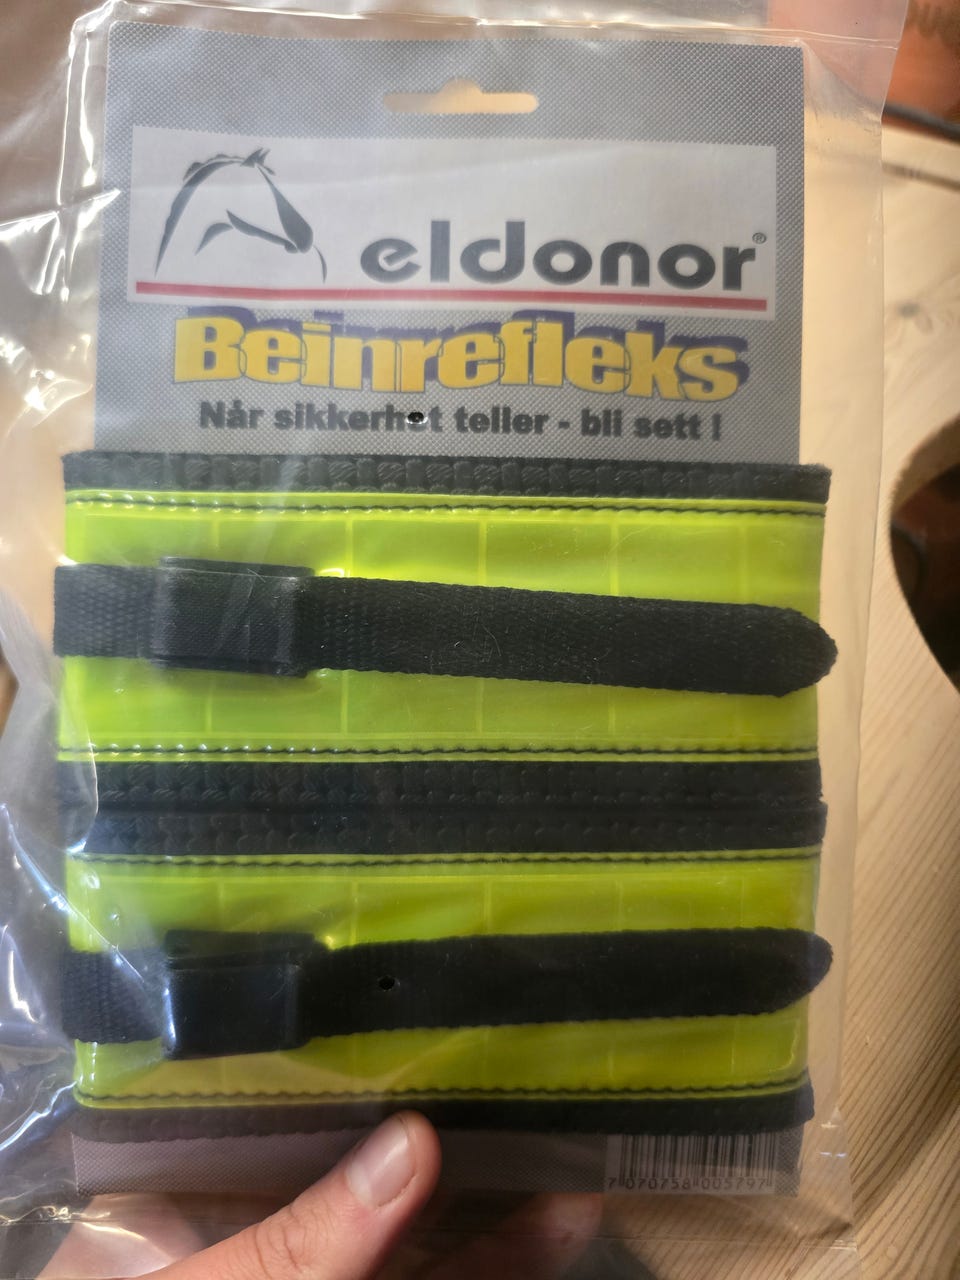 eldonor®
Beinrefleks
Når sikkerhet teller - bli sett !
7 070758 005797